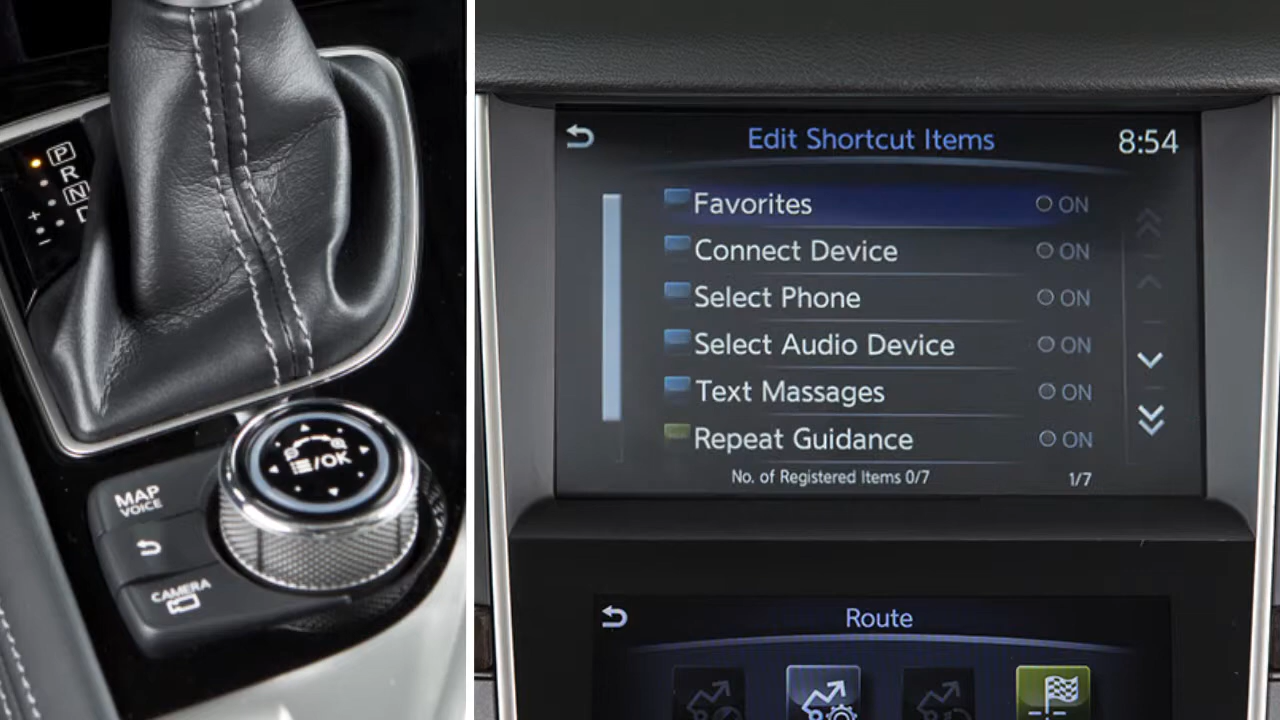 P
R
N
D
+
-
/OK
MAP
VOICE
CAMERA
Edit Shortcut Items 8:54
Favorites ON
Connect Device ON
Select Phone ON
Select Audio Device ON
Text Massages ON
Repeat Guidance ON
No. of Registered Items 0/7 1/7
Route